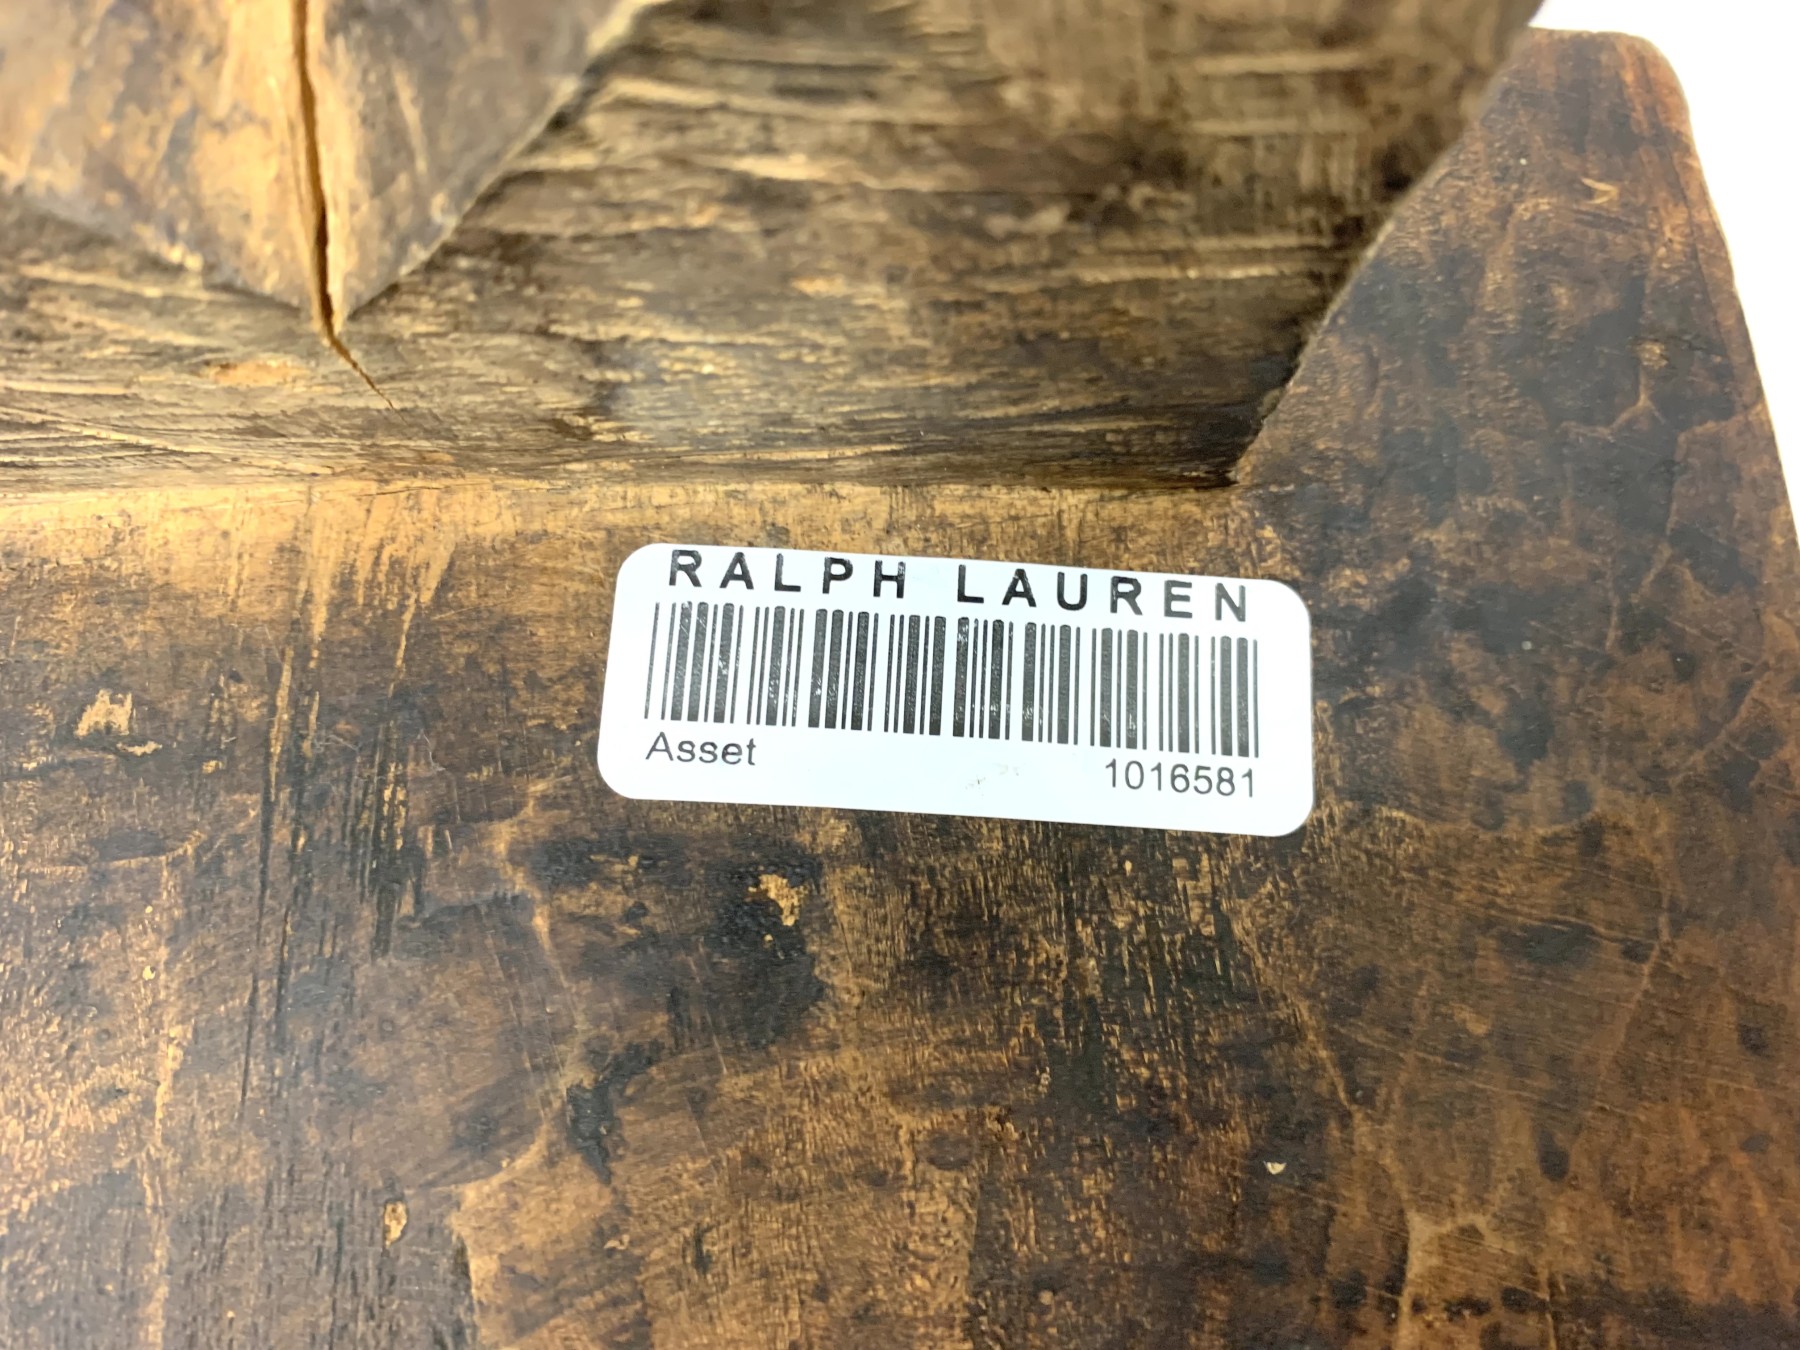 RALPH LAUREN
Asset 1016581